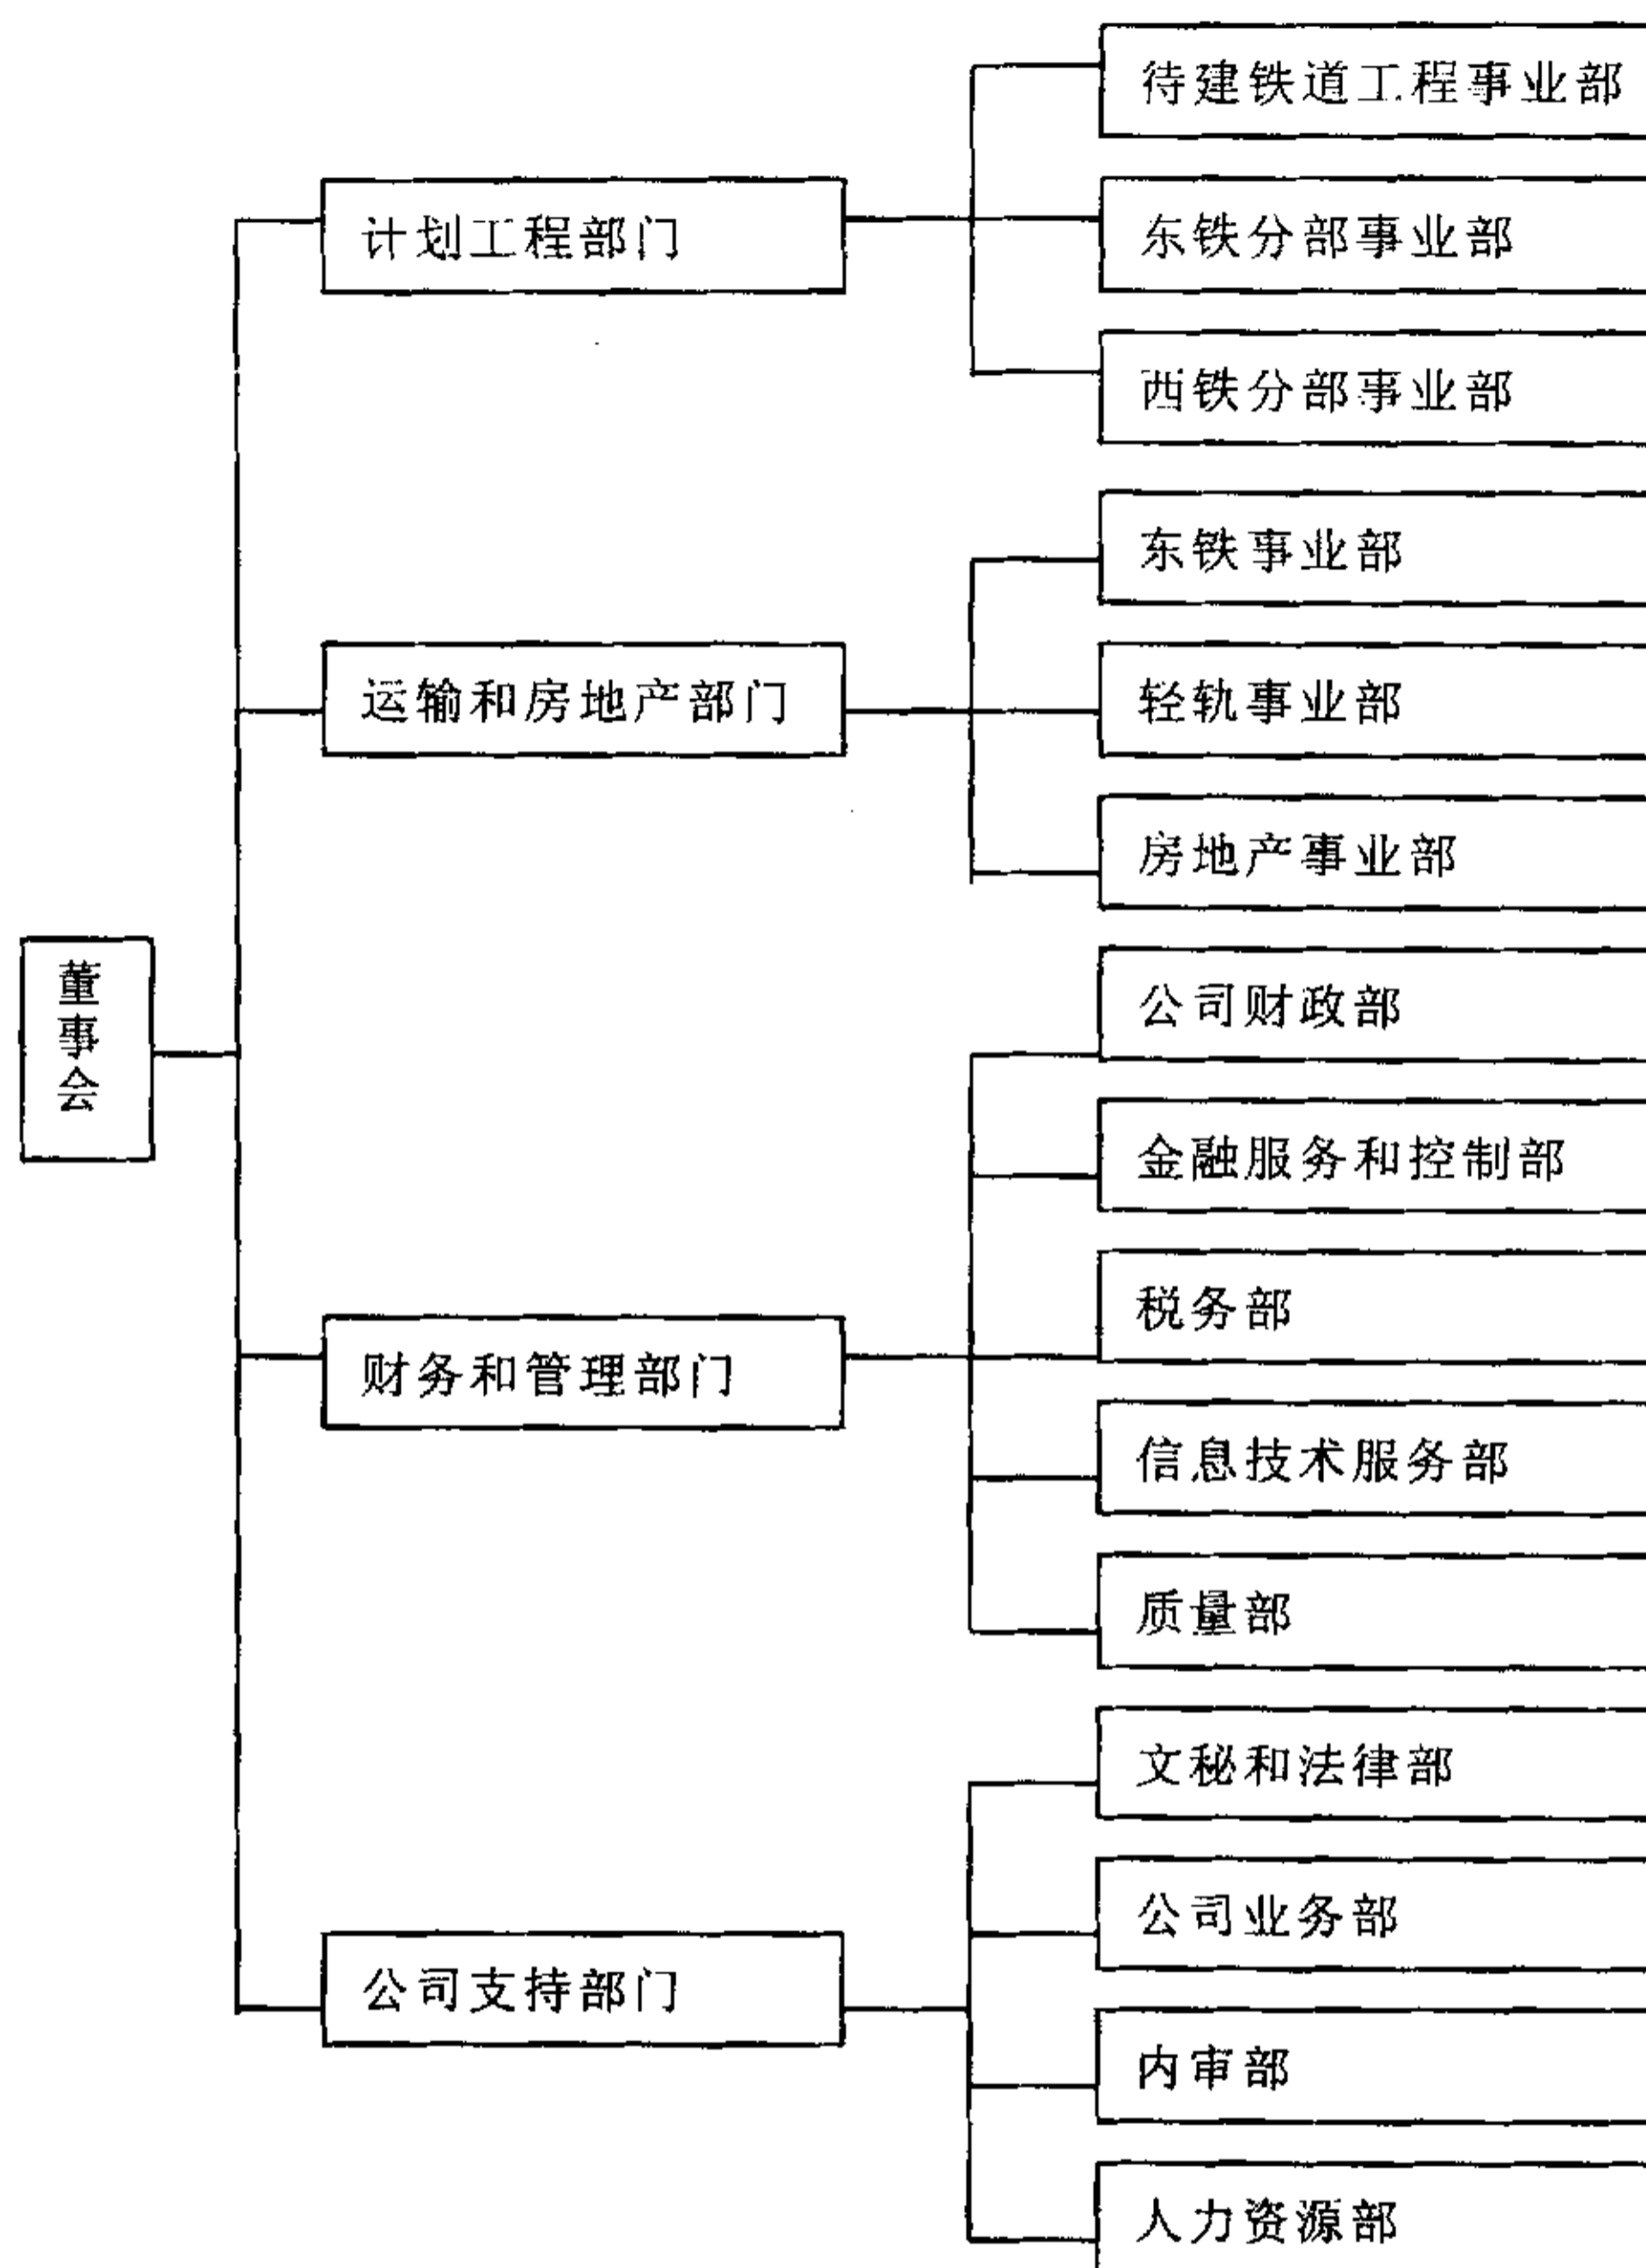 董事会
计划工程部门
待建铁道工程事业部
东铁分部事业部
西铁分部事业部
运输和房地产部门
东铁事业部
轻轨事业部
房地产事业部
财务和管理部门
公司财政部
金融服务和控制部
税务部
信息技术服务部
质量部
公司支持部门
文秘和法律部
公司业务部
内审部
人力资源部